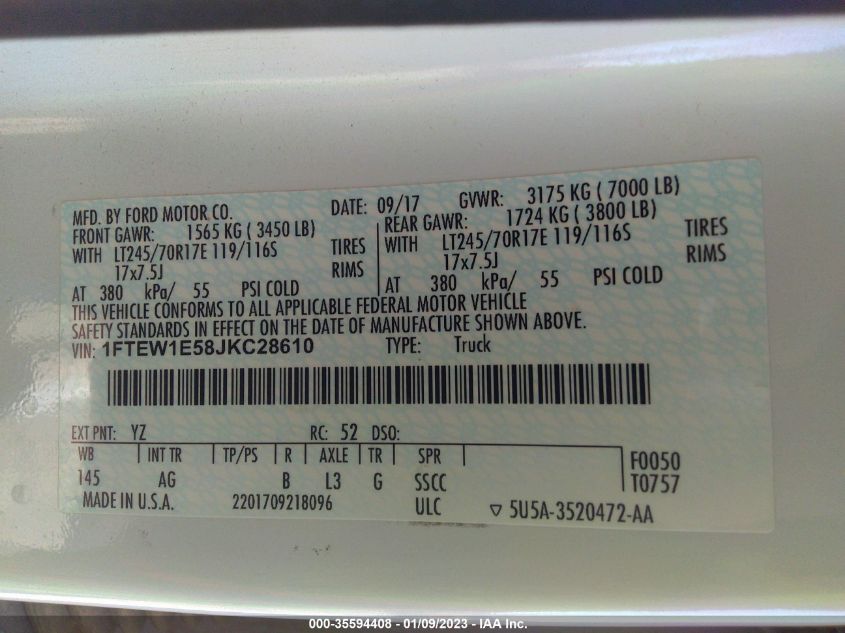 MFD. BY FORD MOTOR CO. DATE: 09/17 GVWR: 3175 KG ( 7000 LB)
FRONT GAWR: 1565 KG ( 3450 LB) REAR GAWR: 1724 KG ( 3800 LB)
WITH LT245/70R17E 119/116S TIRES WITH LT245/70R17E 119/116S TIRES
17x7.5J RIMS 17x7.5J RIMS
AT 380 kPa/ 55 PSI COLD AT 380 kPa/ 55 PSI COLD
THIS VEHICLE CONFORMS TO ALL APPLICABLE FEDERAL MOTOR VEHICLE
SAFETY STANDARDS IN EFFECT ON THE DATE OF MANUFACTURE SHOWN ABOVE.
VIN: 1FTEW1E58JKC28610 TYPE: Truck
EXT PNT: YZ RC: 52 DSO:
WB INT TR TP/PS R AXLE TR SPR F0050
145 AG B L3 G SSCC T0757
MADE IN U.S.A. 2201709218096 ULC ▽ 5U5A-3520472-AA
000-35594408 - 01/09/2023 - IAA Inc.